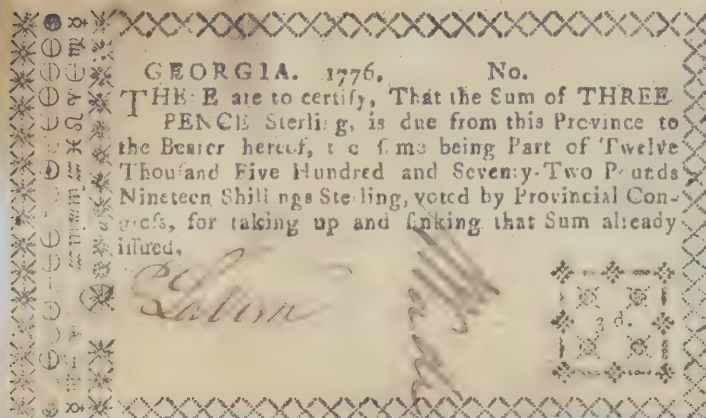 GEORGIA. 1776. No.
THESE are to certify, That the Sum of THREE
PENCE Sterling, is due from this Province to
the Bearer hereof, the ſame being Part of Twelve
Thouſand Five Hundred and Seventy-Two Pounds
Nineteen Shillings Sterling, voted by Provincial Con-
greſs, for taking up and ſinking that Sum already
iſſued.
3 d.